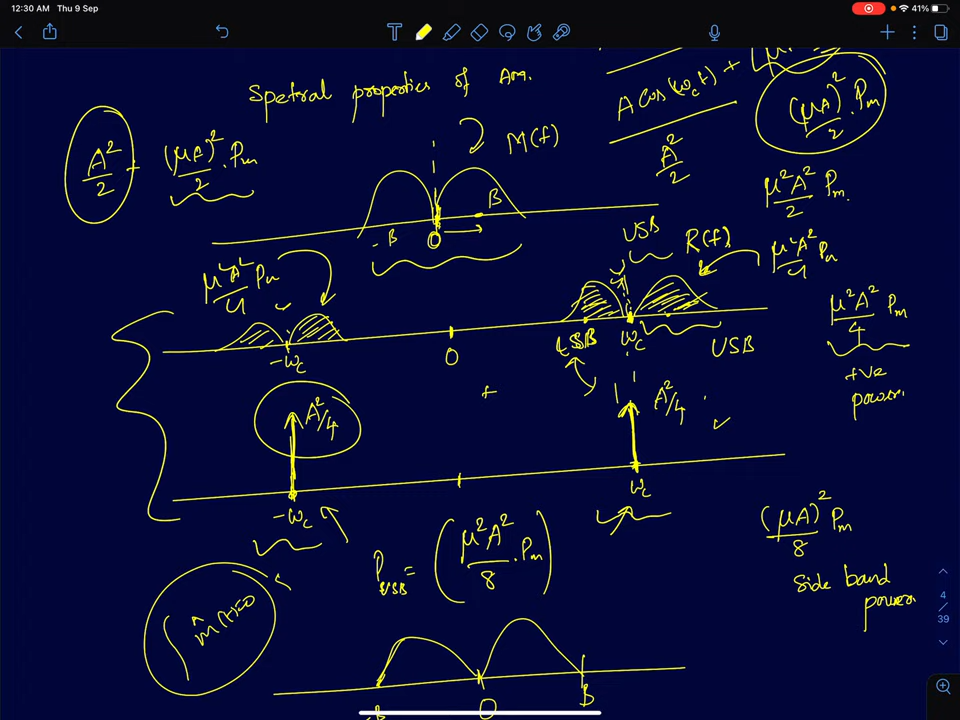 12:30 AM Thu 9 Sep
41%
Spetral properties of Am.
A cos(ω_c t) +
A²/2
(μA)²/2 . P_m
A²/2
(μA)²/2 . P_m
M(f)
μ²A²/2 P_m.
-B 0 B
USB
R(f)
μ²A²/4 P_m
μ²A²/4 P_m
μ²A²/4 P_m
+ve
power.
-ω_c 0 LSB ω_c USB
+
A²/4
A²/4
-ω_c ω_c
P_USB = (μ²A²/8 . P_m)
(μA)²/8 P_m
Side band
power.
4
39
-B 0 B